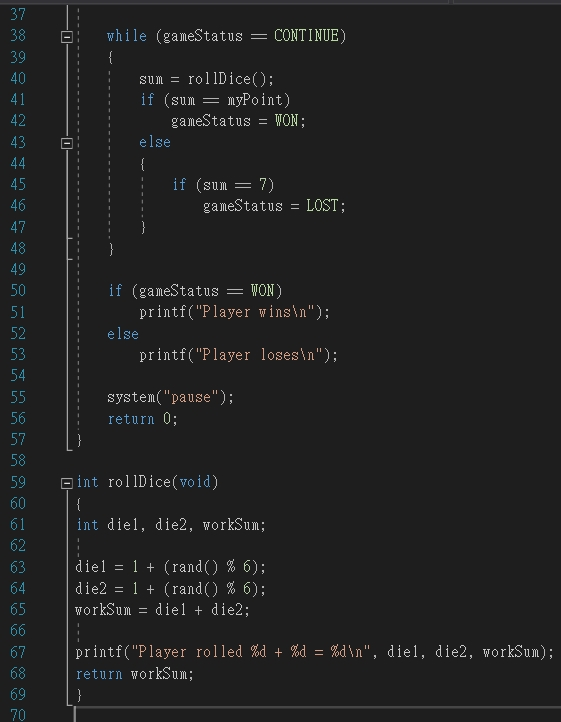 37
38 while (gameStatus == CONTINUE)
39 {
40 sum = rollDice();
41 if (sum == myPoint)
42 gameStatus = WON;
43 else
44 {
45 if (sum == 7)
46 gameStatus = LOST;
47 }
48 }
49
50 if (gameStatus == WON)
51 printf("Player wins\n");
52 else
53 printf("Player loses\n");
54
55 system("pause");
56 return 0;
57 }
58
59 int rollDice(void)
60 {
61 int die1, die2, workSum;
62
63 die1 = 1 + (rand() % 6);
64 die2 = 1 + (rand() % 6);
65 workSum = die1 + die2;
66
67 printf("Player rolled %d + %d = %d\n", die1, die2, workSum);
68 return workSum;
69 }
70